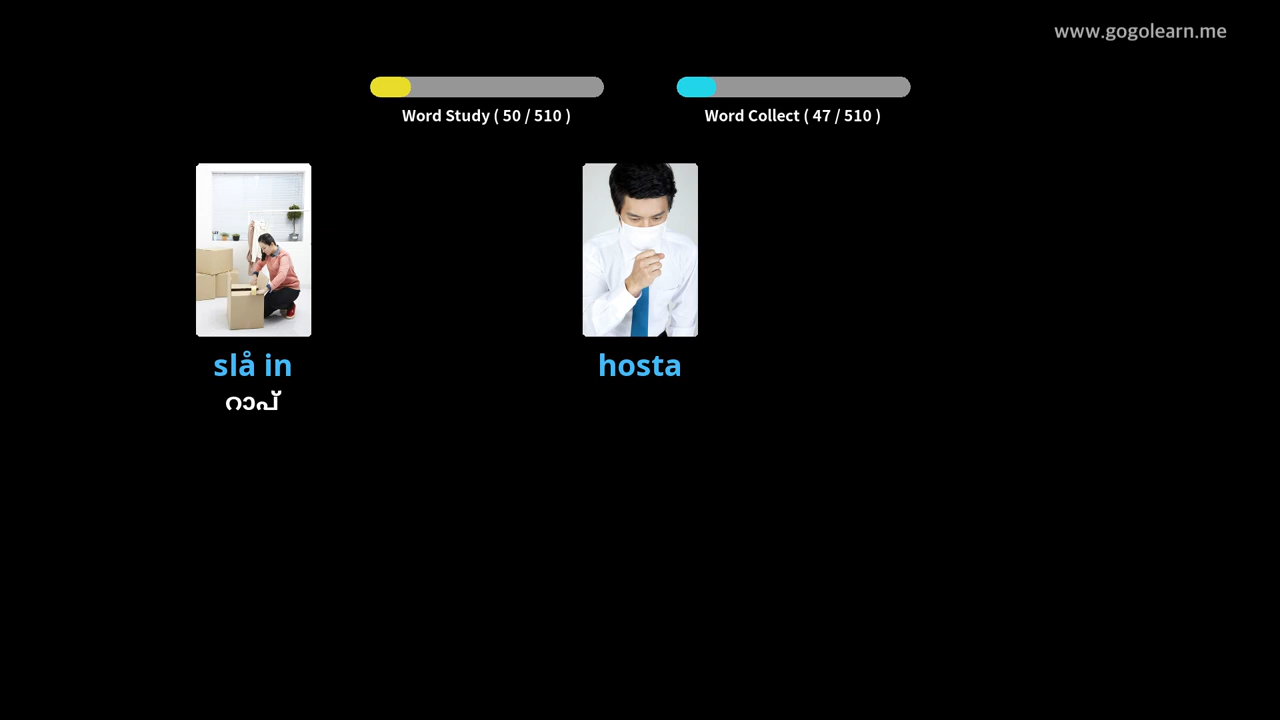 www.gogolearn.me
Word Study ( 50 / 510 )
Word Collect ( 47 / 510 )
slå in
hosta
റാപ്